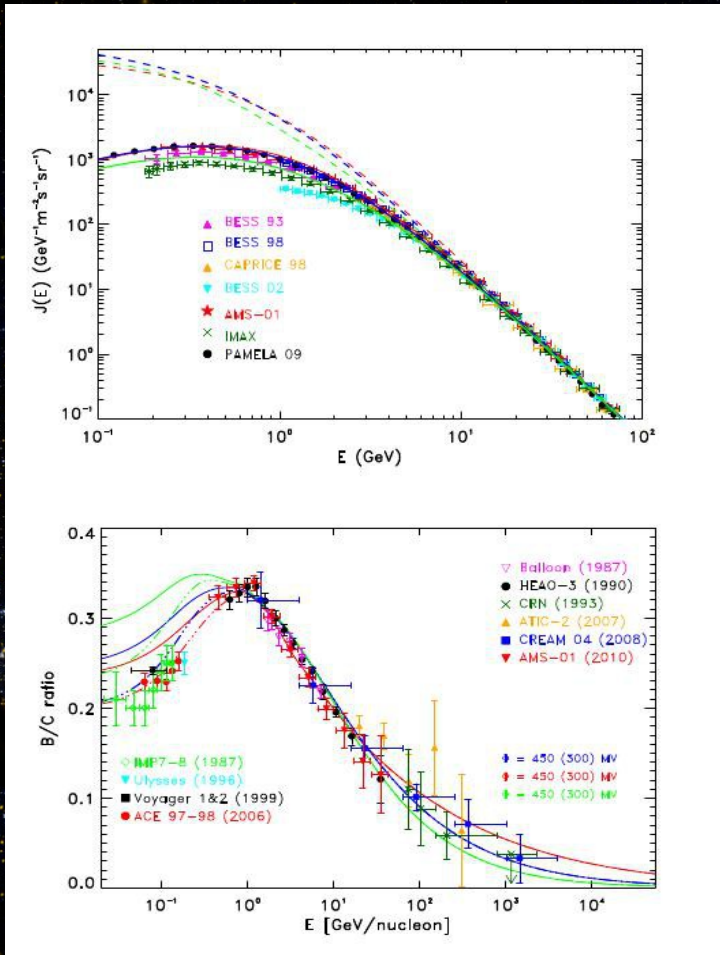 10⁴
10³
10²
10¹
10⁰
10⁻¹
J(E) (GeV⁻¹m⁻²s⁻¹sr⁻¹)
BESS 93
BESS 98
CAPRICE 98
BESS 02
AMS-01
IMAX
PAMELA 09
10⁻¹ 10⁰ 10¹ 10²
E (GeV)
0.4
0.3
0.2
0.1
0.0
B/C ratio
Balloon (1987)
HEAO-3 (1990)
CRN (1993)
ATIC-2 (2007)
CREAM 04 (2008)
AMS-01 (2010)
IMP7-8 (1987)
Ulysses (1996)
Voyager 1&2 (1999)
ACE 97-98 (2006)
Φ = 450 (300) MV
Φ = 450 (300) MV
Φ = 450 (300) MV
10⁻¹ 10⁰ 10¹ 10² 10³ 10⁴
E [GeV/nucleon]